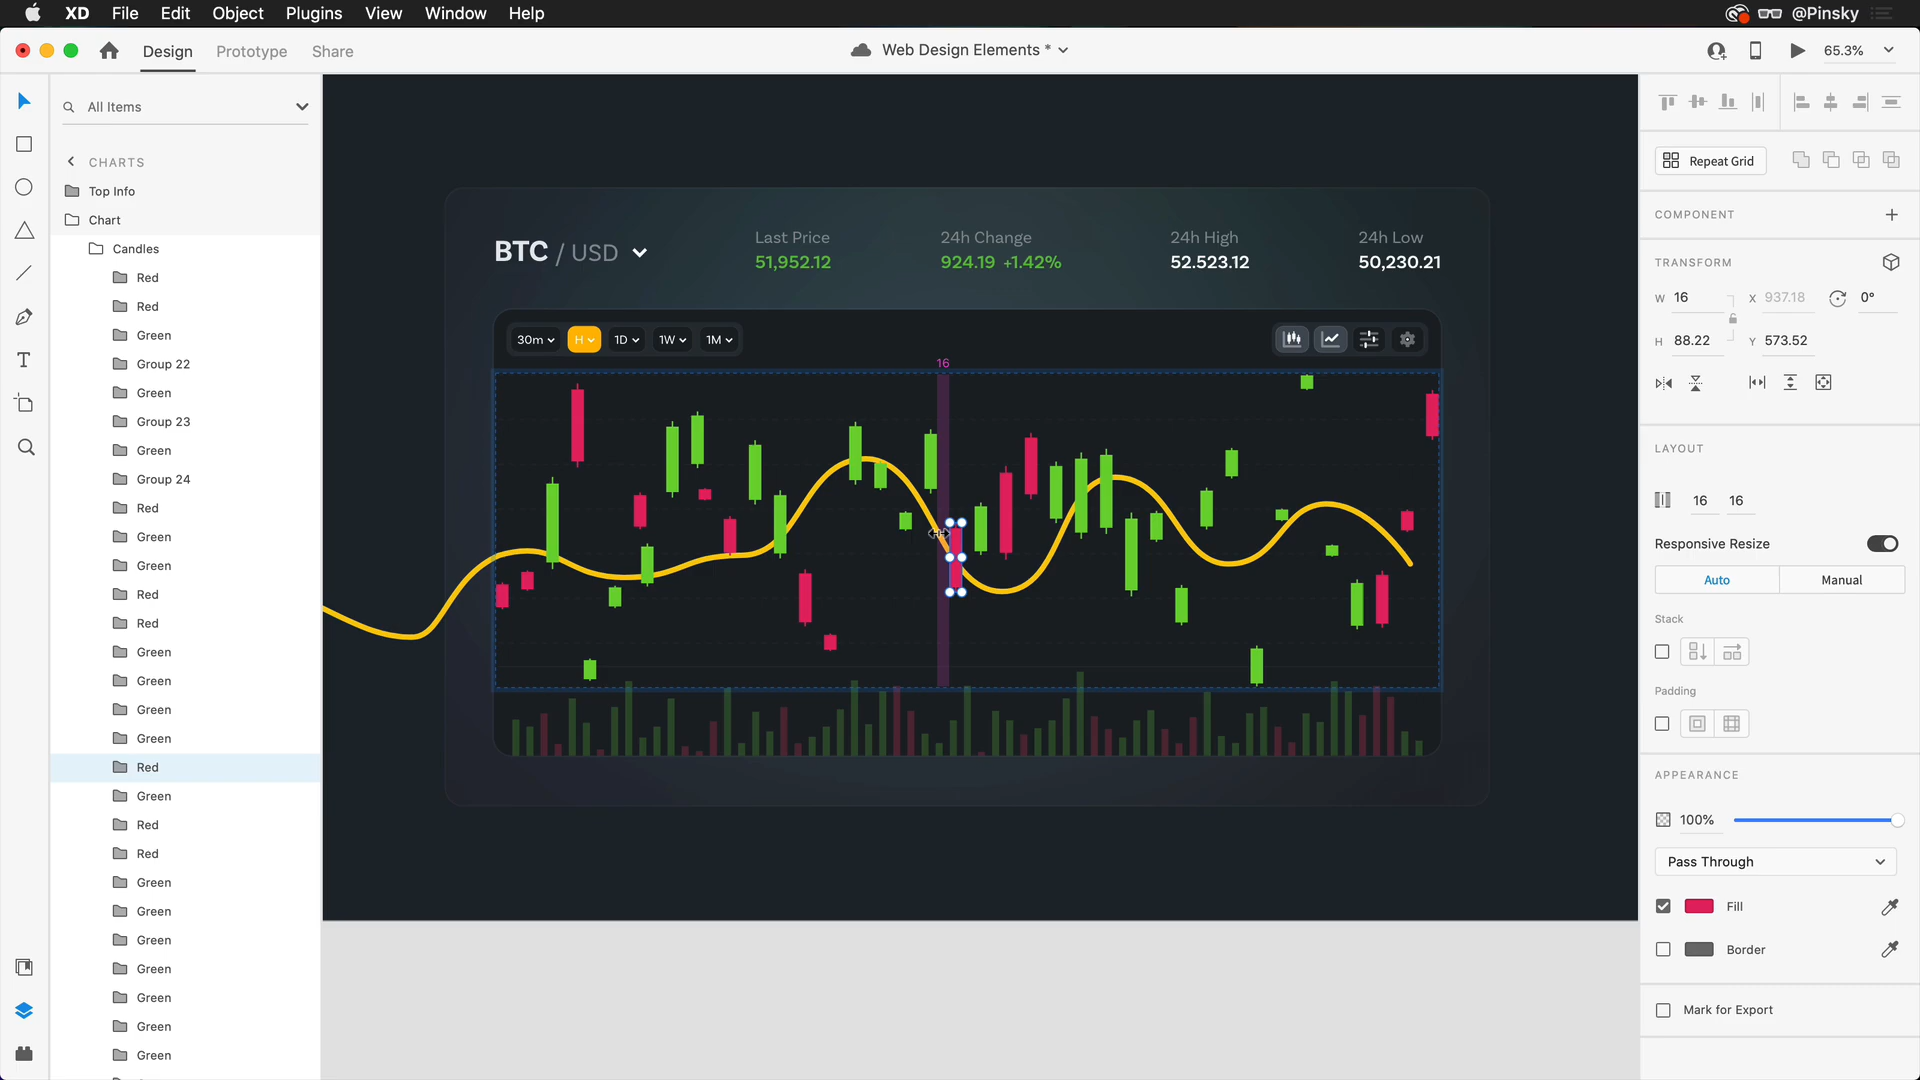 XD File Edit Object Plugins View Window Help @Pinsky
Design Prototype Share Web Design Elements * 65.3%
All Items
CHARTS
Top Info
Chart
Candles
Red
Red
Green
Group 22
Green
Group 23
Green
Group 24
Red
Green
Green
Red
Red
Green
Green
Green
Green
Red
Green
Red
Red
Green
Green
Green
Green
Green
Green
Green
BTC / USD
Last Price
51,952.12
24h Change
924.19 +1.42%
24h High
52.523.12
24h Low
50,230.21
30m H 1D 1W 1M
16
Repeat Grid
COMPONENT
TRANSFORM
W 16 X 937.18 0°
H 88.22 Y 573.52
LAYOUT
16 16
Responsive Resize
Auto Manual
Stack
Padding
APPEARANCE
100%
Pass Through
Fill
Border
Mark for Export